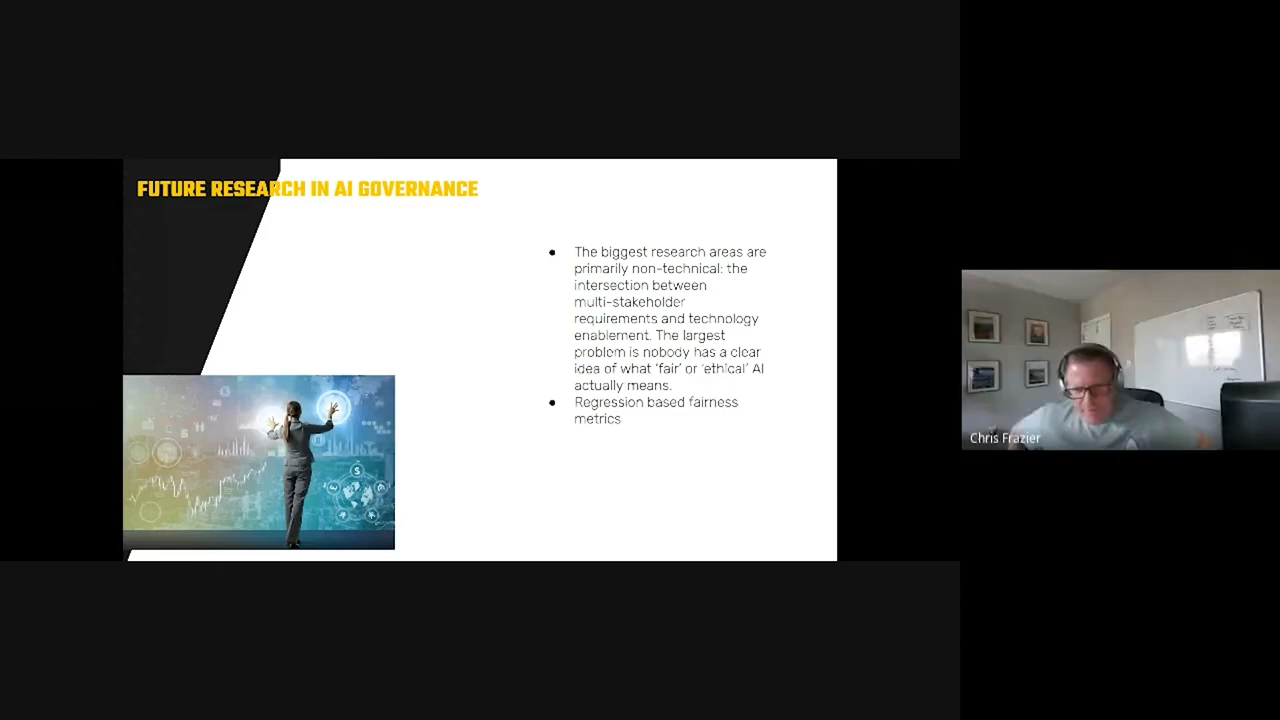 FUTURE RESEARCH IN AI GOVERNANCE
The biggest research areas are
primarily non-technical: the
intersection between
multi-stakeholder
requirements and technology
enablement. The largest
problem is nobody has a clear
idea of what 'fair' or 'ethical' AI
actually means.
Regression based fairness
metrics
Chris Frazier